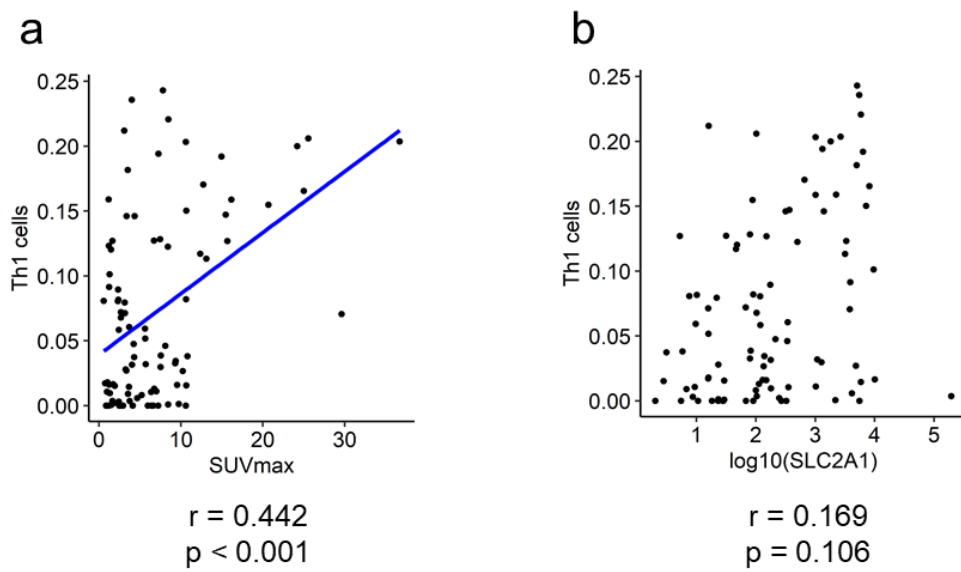 a
Th1 cells
0.25
0.20
0.15
0.10
0.05
0.00
0 10 20 30
SUVmax
r = 0.442
p < 0.001
b
Th1 cells
0.25
0.20
0.15
0.10
0.05
0.00
1 2 3 4 5
log10(SLC2A1)
r = 0.169
p = 0.106